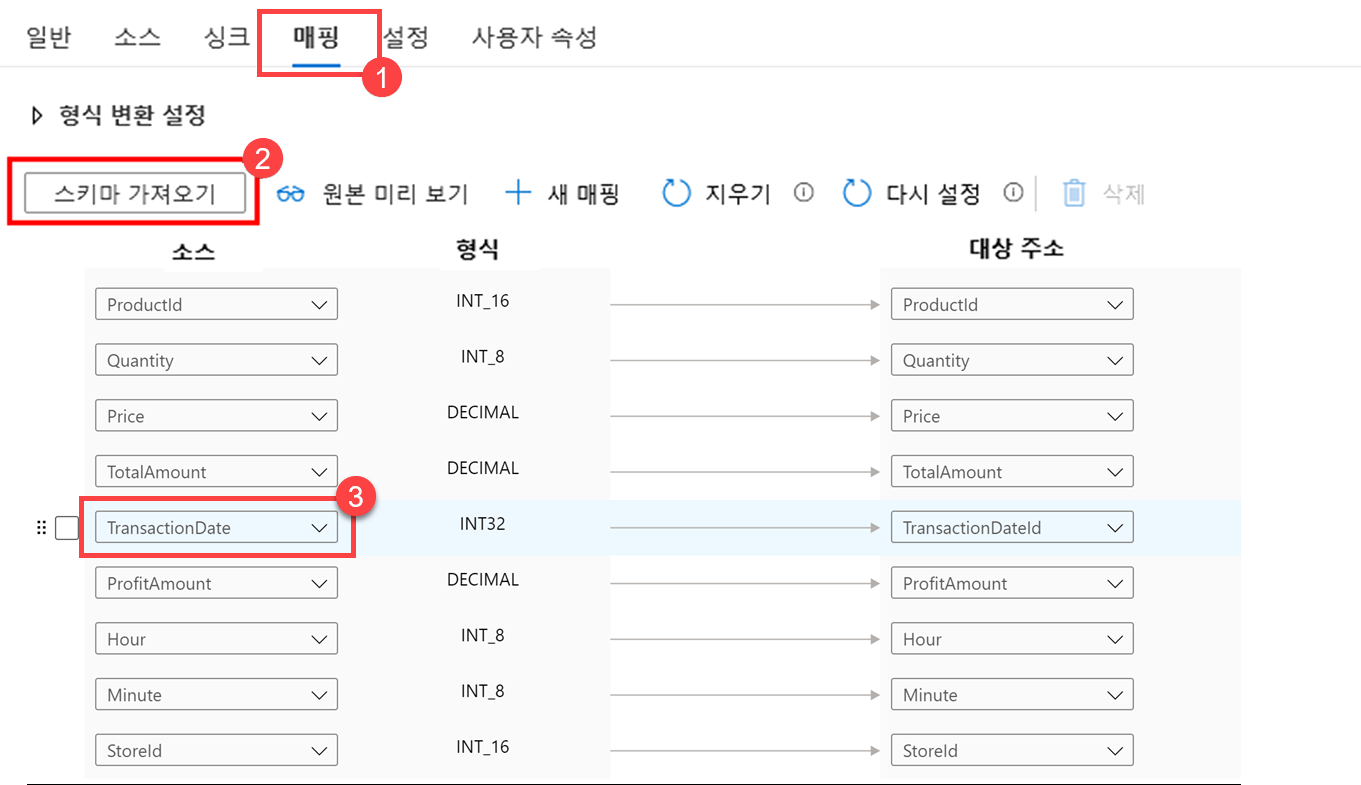 일반 소스 싱크 매핑 설정 사용자 속성
1
형식 변환 설정
2
스키마 가져오기 원본 미리 보기 새 매핑 지우기 다시 설정 삭제
소스 형식 대상 주소
ProductId INT_16 ProductId
Quantity INT_8 Quantity
Price DECIMAL Price
TotalAmount DECIMAL TotalAmount
3
TransactionDate INT32 TransactionDateId
ProfitAmount DECIMAL ProfitAmount
Hour INT_8 Hour
Minute INT_8 Minute
StoreId INT_16 StoreId